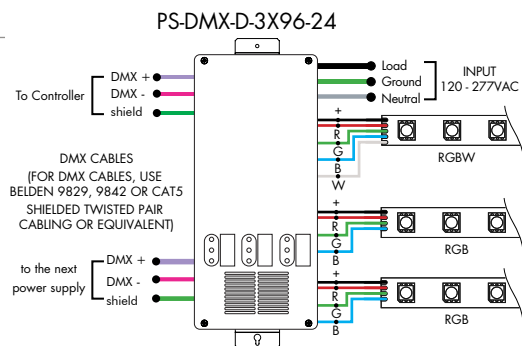 PS-DMX-D-3X96-24
To Controller
DMX +
DMX -
shield
Load
Ground
Neutral
INPUT
120 - 277VAC
+
R
G
B
W
RGBW
DMX CABLES
(FOR DMX CABLES, USE
BELDEN 9829, 9842 OR CAT5
SHIELDED TWISTED PAIR
CABLING OR EQUIVALENT)
+
R
G
B
RGB
to the next
power supply
DMX +
DMX -
shield
+
R
G
B
RGB